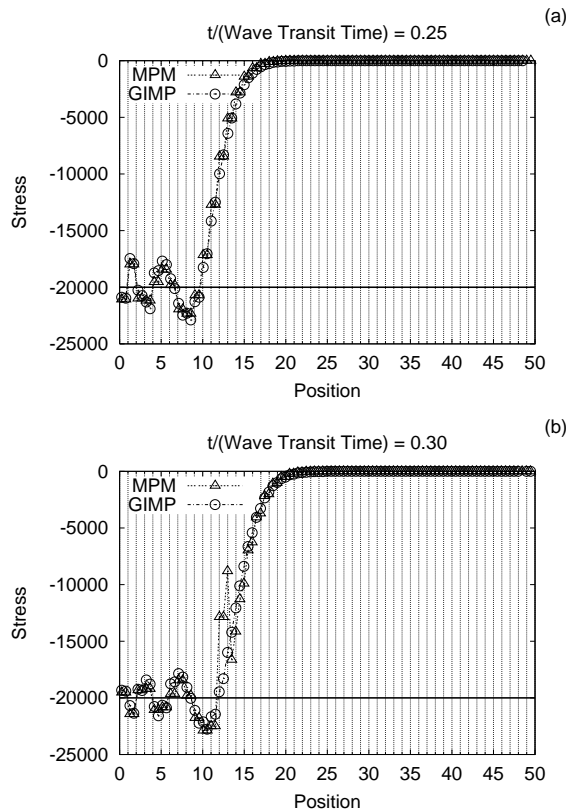 (a)
t/(Wave Transit Time) = 0.25
0
MPM
GIMP
-5000
-10000
Stress
-15000
-20000
-25000
0 5 10 15 20 25 30 35 40 45 50
Position
(b)
t/(Wave Transit Time) = 0.30
0
MPM
GIMP
-5000
-10000
Stress
-15000
-20000
-25000
0 5 10 15 20 25 30 35 40 45 50
Position